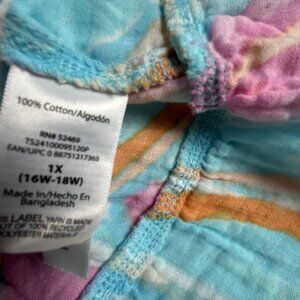 100% Cotton/Algodón
RN# 52469
TS24100095120P
EAN/UPC 0 88751217365
1X
(16W-18W)
Made In/Hecho En
Bangladesh
THIS LABEL YARN IS MADE
OUT OF 100% RECYCLED
POLYESTER MATERIAL